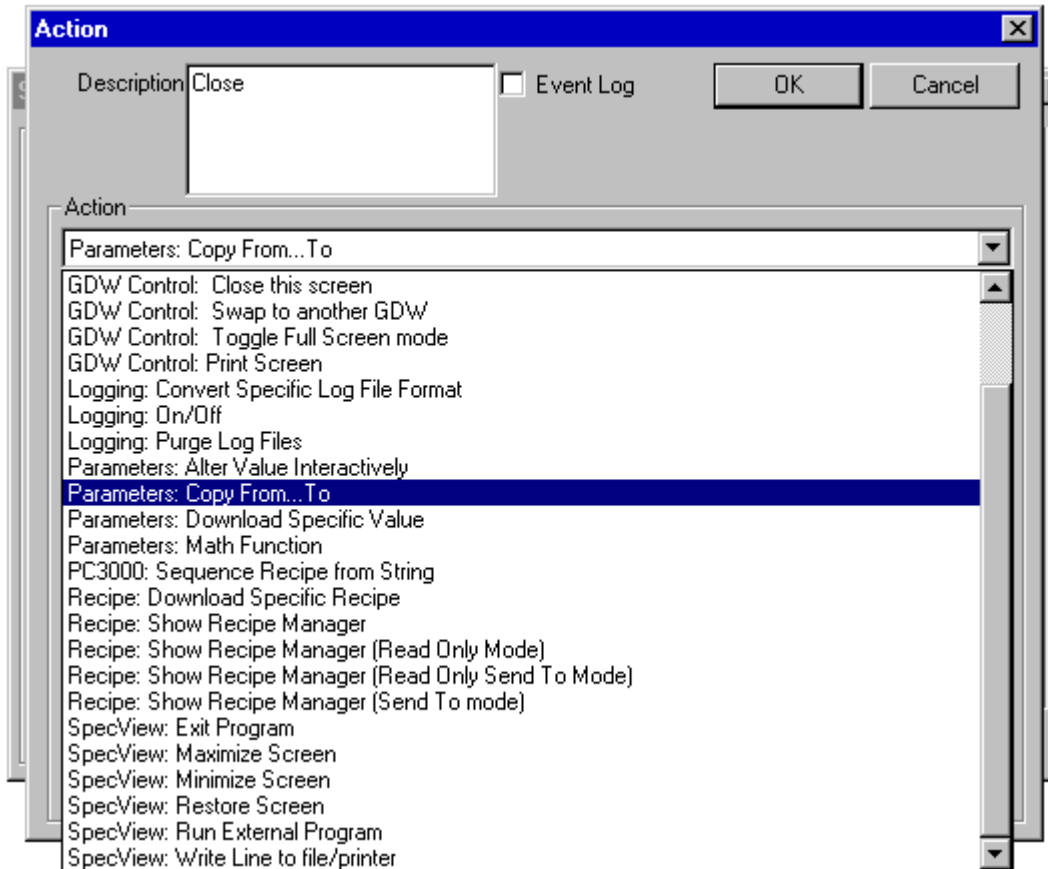 Action
Description Close
Event Log
OK
Cancel
Action
Parameters: Copy From...To
GDW Control:  Close this screen
GDW Control:  Swap to another GDW
GDW Control:  Toggle Full Screen mode
GDW Control: Print Screen
Logging: Convert Specific Log File Format
Logging: On/Off
Logging: Purge Log Files
Parameters: Alter Value Interactively
Parameters: Copy From...To
Parameters: Download Specific Value
Parameters: Math Function
PC3000: Sequence Recipe from String
Recipe: Download Specific Recipe
Recipe: Show Recipe Manager
Recipe: Show Recipe Manager (Read Only Mode)
Recipe: Show Recipe Manager (Read Only Send To Mode)
Recipe: Show Recipe Manager (Send To mode)
SpecView: Exit Program
SpecView: Maximize Screen
SpecView: Minimize Screen
SpecView: Restore Screen
SpecView: Run External Program
SpecView: Write Line to file/printer